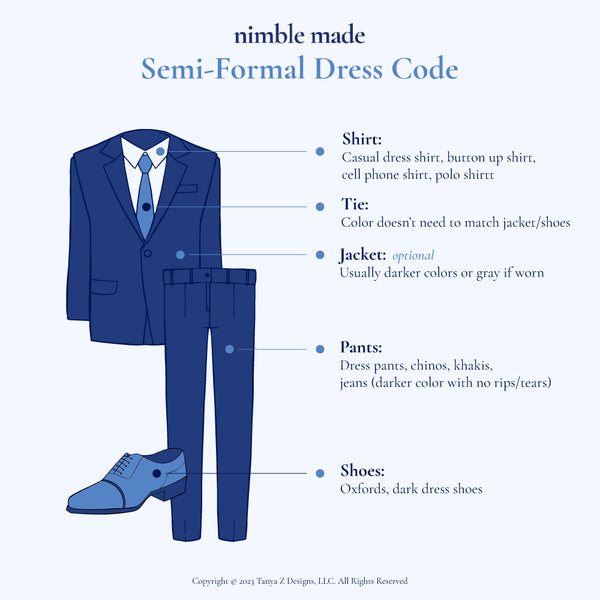 nimble made
Semi-Formal Dress Code
Shirt:
Casual dress shirt, button up shirt,
cell phone shirt, polo shirtt
Tie:
Color doesn't need to match jacket/shoes
Jacket: optional
Usually darker colors or gray if worn
Pants:
Dress pants, chinos, khakis,
jeans (darker color with no rips/tears)
Shoes:
Oxfords, dark dress shoes
Copyright © 2023 Tanya Z Designs, LLC. All Rights Reserved